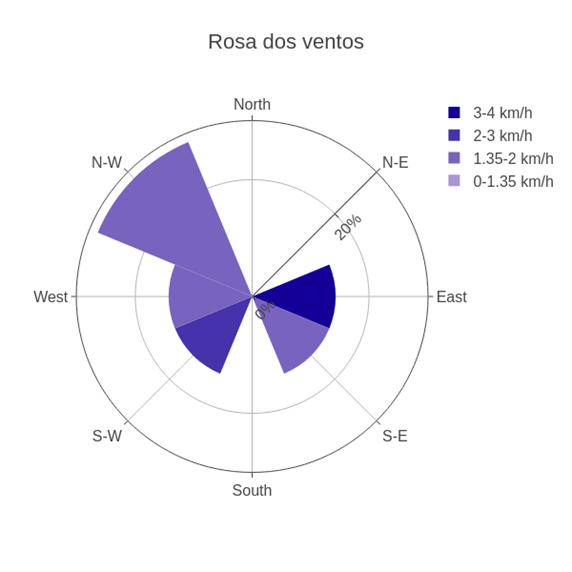 Rosa dos ventos
North
N-W
N-E
20%
West
0%
East
S-W
S-E
South
3-4 km/h
2-3 km/h
1.35-2 km/h
0-1.35 km/h